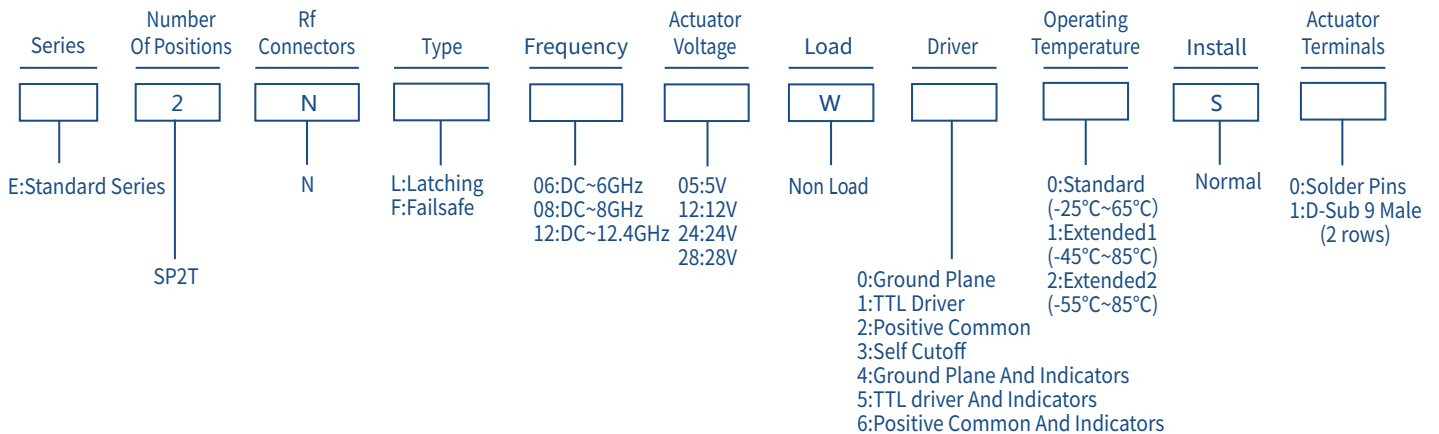 Series
Number
Of Positions
Rf
Connectors
Type
Frequency
Actuator
Voltage
Load
Driver
Operating
Temperature
Install
Actuator
Terminals
2
N
W
S
E:Standard Series
SP2T
N
L:Latching
F:Failsafe
06:DC~6GHz
08:DC~8GHz
12:DC~12.4GHz
05:5V
12:12V
24:24V
28:28V
Non Load
0:Ground Plane
1:TTL Driver
2:Positive Common
3:Self Cutoff
4:Ground Plane And Indicators
5:TTL driver And Indicators
6:Positive Common And Indicators
0:Standard
(-25°C~65°C)
1:Extended1
(-45°C~85°C)
2:Extended2
(-55°C~85°C)
Normal
0:Solder Pins
1:D-Sub 9 Male
(2 rows)